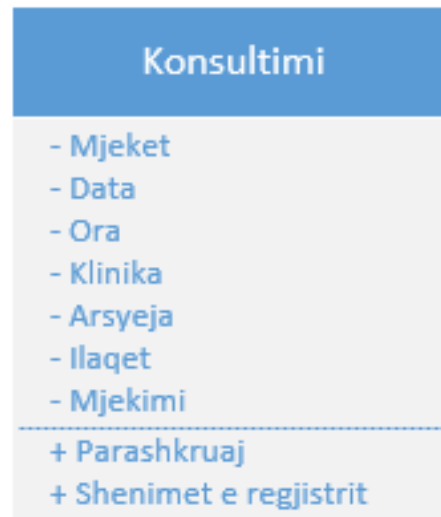 Konsultimi
- Mjeket
- Data
- Ora
- Klinika
- Arsyeja
- Ilaqet
- Mjekimi
+ Parashkruaj
+ Shenimet e regjistrit